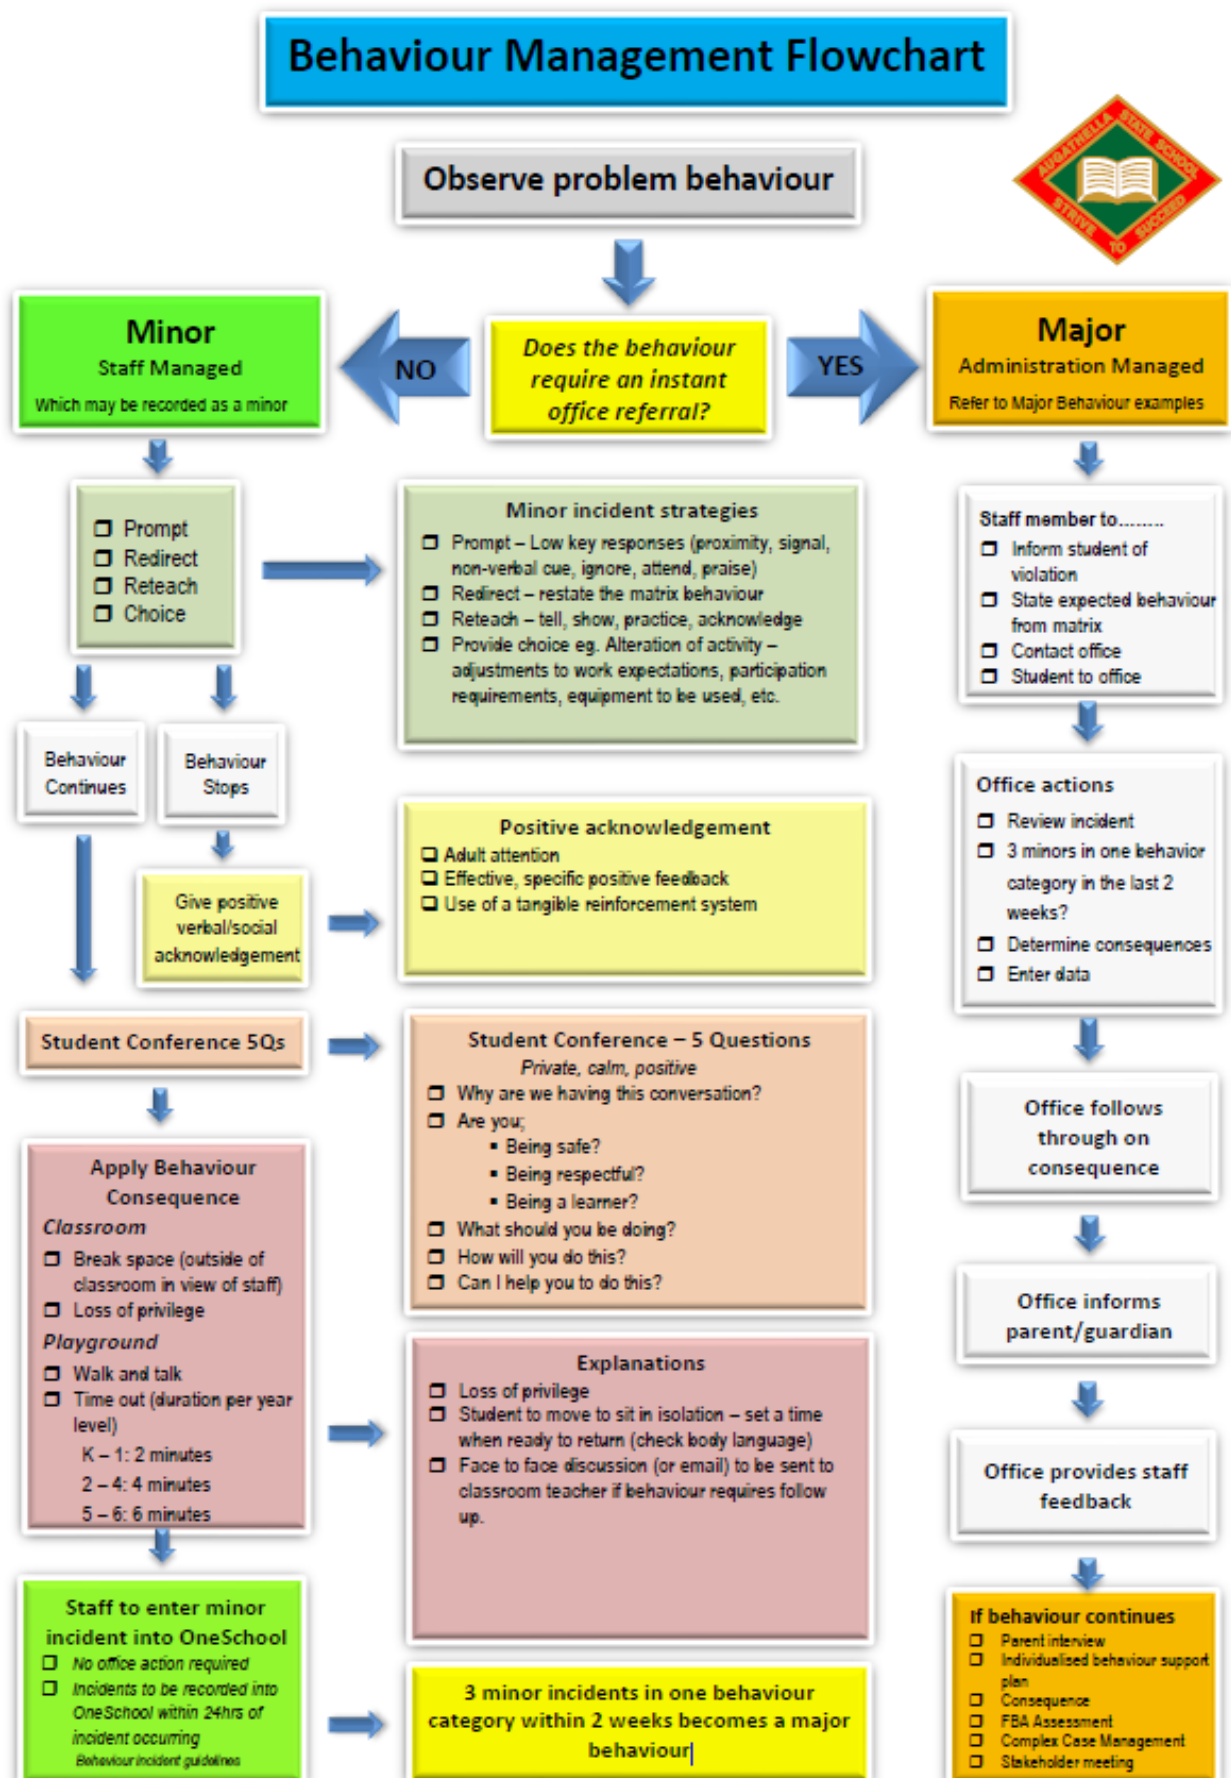 Behaviour Management Flowchart
AUGATHELLA STATE SCHOOL
STRIVE TO SUCCEED
Observe problem behaviour
Minor
Staff Managed
Which may be recorded as a minor
NO
Does the behaviour
require an instant
office referral?
YES
Major
Administration Managed
Refer to Major Behaviour examples
Prompt
Redirect
Reteach
Choice
Minor incident strategies
Prompt – Low key responses (proximity, signal,
non-verbal cue, ignore, attend, praise)
Redirect – restate the matrix behaviour
Reteach – tell, show, practice, acknowledge
Provide choice eg. Alteration of activity –
adjustments to work expectations, participation
requirements, equipment to be used, etc.
Staff member to.........
Inform student of
violation
State expected behaviour
from matrix
Contact office
Student to office
Behaviour
Continues
Behaviour
Stops
Give positive
verbal/social
acknowledgement
Positive acknowledgement
Adult attention
Effective, specific positive feedback
Use of a tangible reinforcement system
Office actions
Review incident
3 minors in one behavior
category in the last 2
weeks?
Determine consequences
Enter data
Student Conference 5Qs
Student Conference – 5 Questions
Private, calm, positive
Why are we having this conversation?
Are you;
▪ Being safe?
▪ Being respectful?
▪ Being a learner?
What should you be doing?
How will you do this?
Can I help you to do this?
Office follows
through on
consequence
Apply Behaviour
Consequence
Classroom
Break space (outside of
classroom in view of staff)
Loss of privilege
Playground
Walk and talk
Time out (duration per year
level)
K – 1: 2 minutes
2 – 4: 4 minutes
5 – 6: 6 minutes
Explanations
Loss of privilege
Student to move to sit in isolation – set a time
when ready to return (check body language)
Face to face discussion (or email) to be sent to
classroom teacher if behaviour requires follow
up.
Office informs
parent/guardian
Office provides staff
feedback
Staff to enter minor
incident into OneSchool
No office action required
Incidents to be recorded into
OneSchool within 24hrs of
incident occurring
Behaviour incident guidelines
3 minor incidents in one behaviour
category within 2 weeks becomes a major
behaviour
If behaviour continues
Parent interview
Individualised behaviour support
plan
Consequence
FBA Assessment
Complex Case Management
Stakeholder meeting